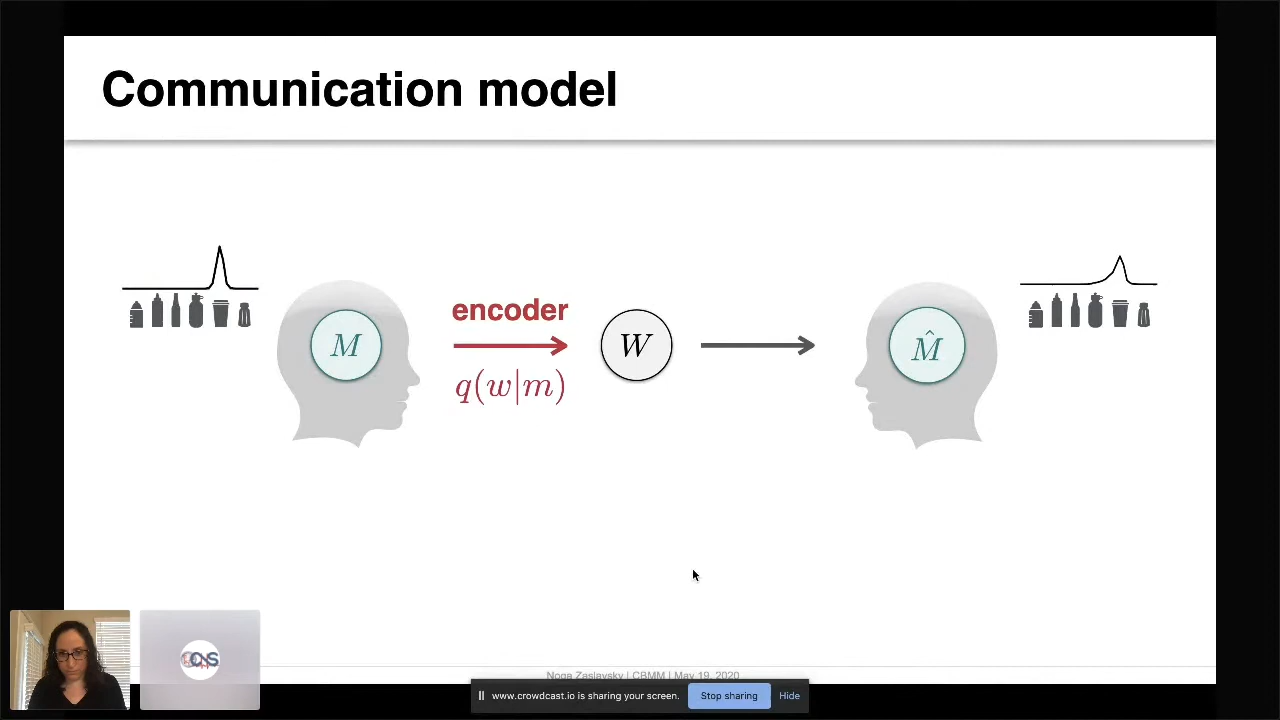 Communication model
encoder
M
W
M̂
q(w|m)
Noga Zaslavsky | CBMM | May 19, 2020
www.crowdcast.io is sharing your screen.
Stop sharing
Hide